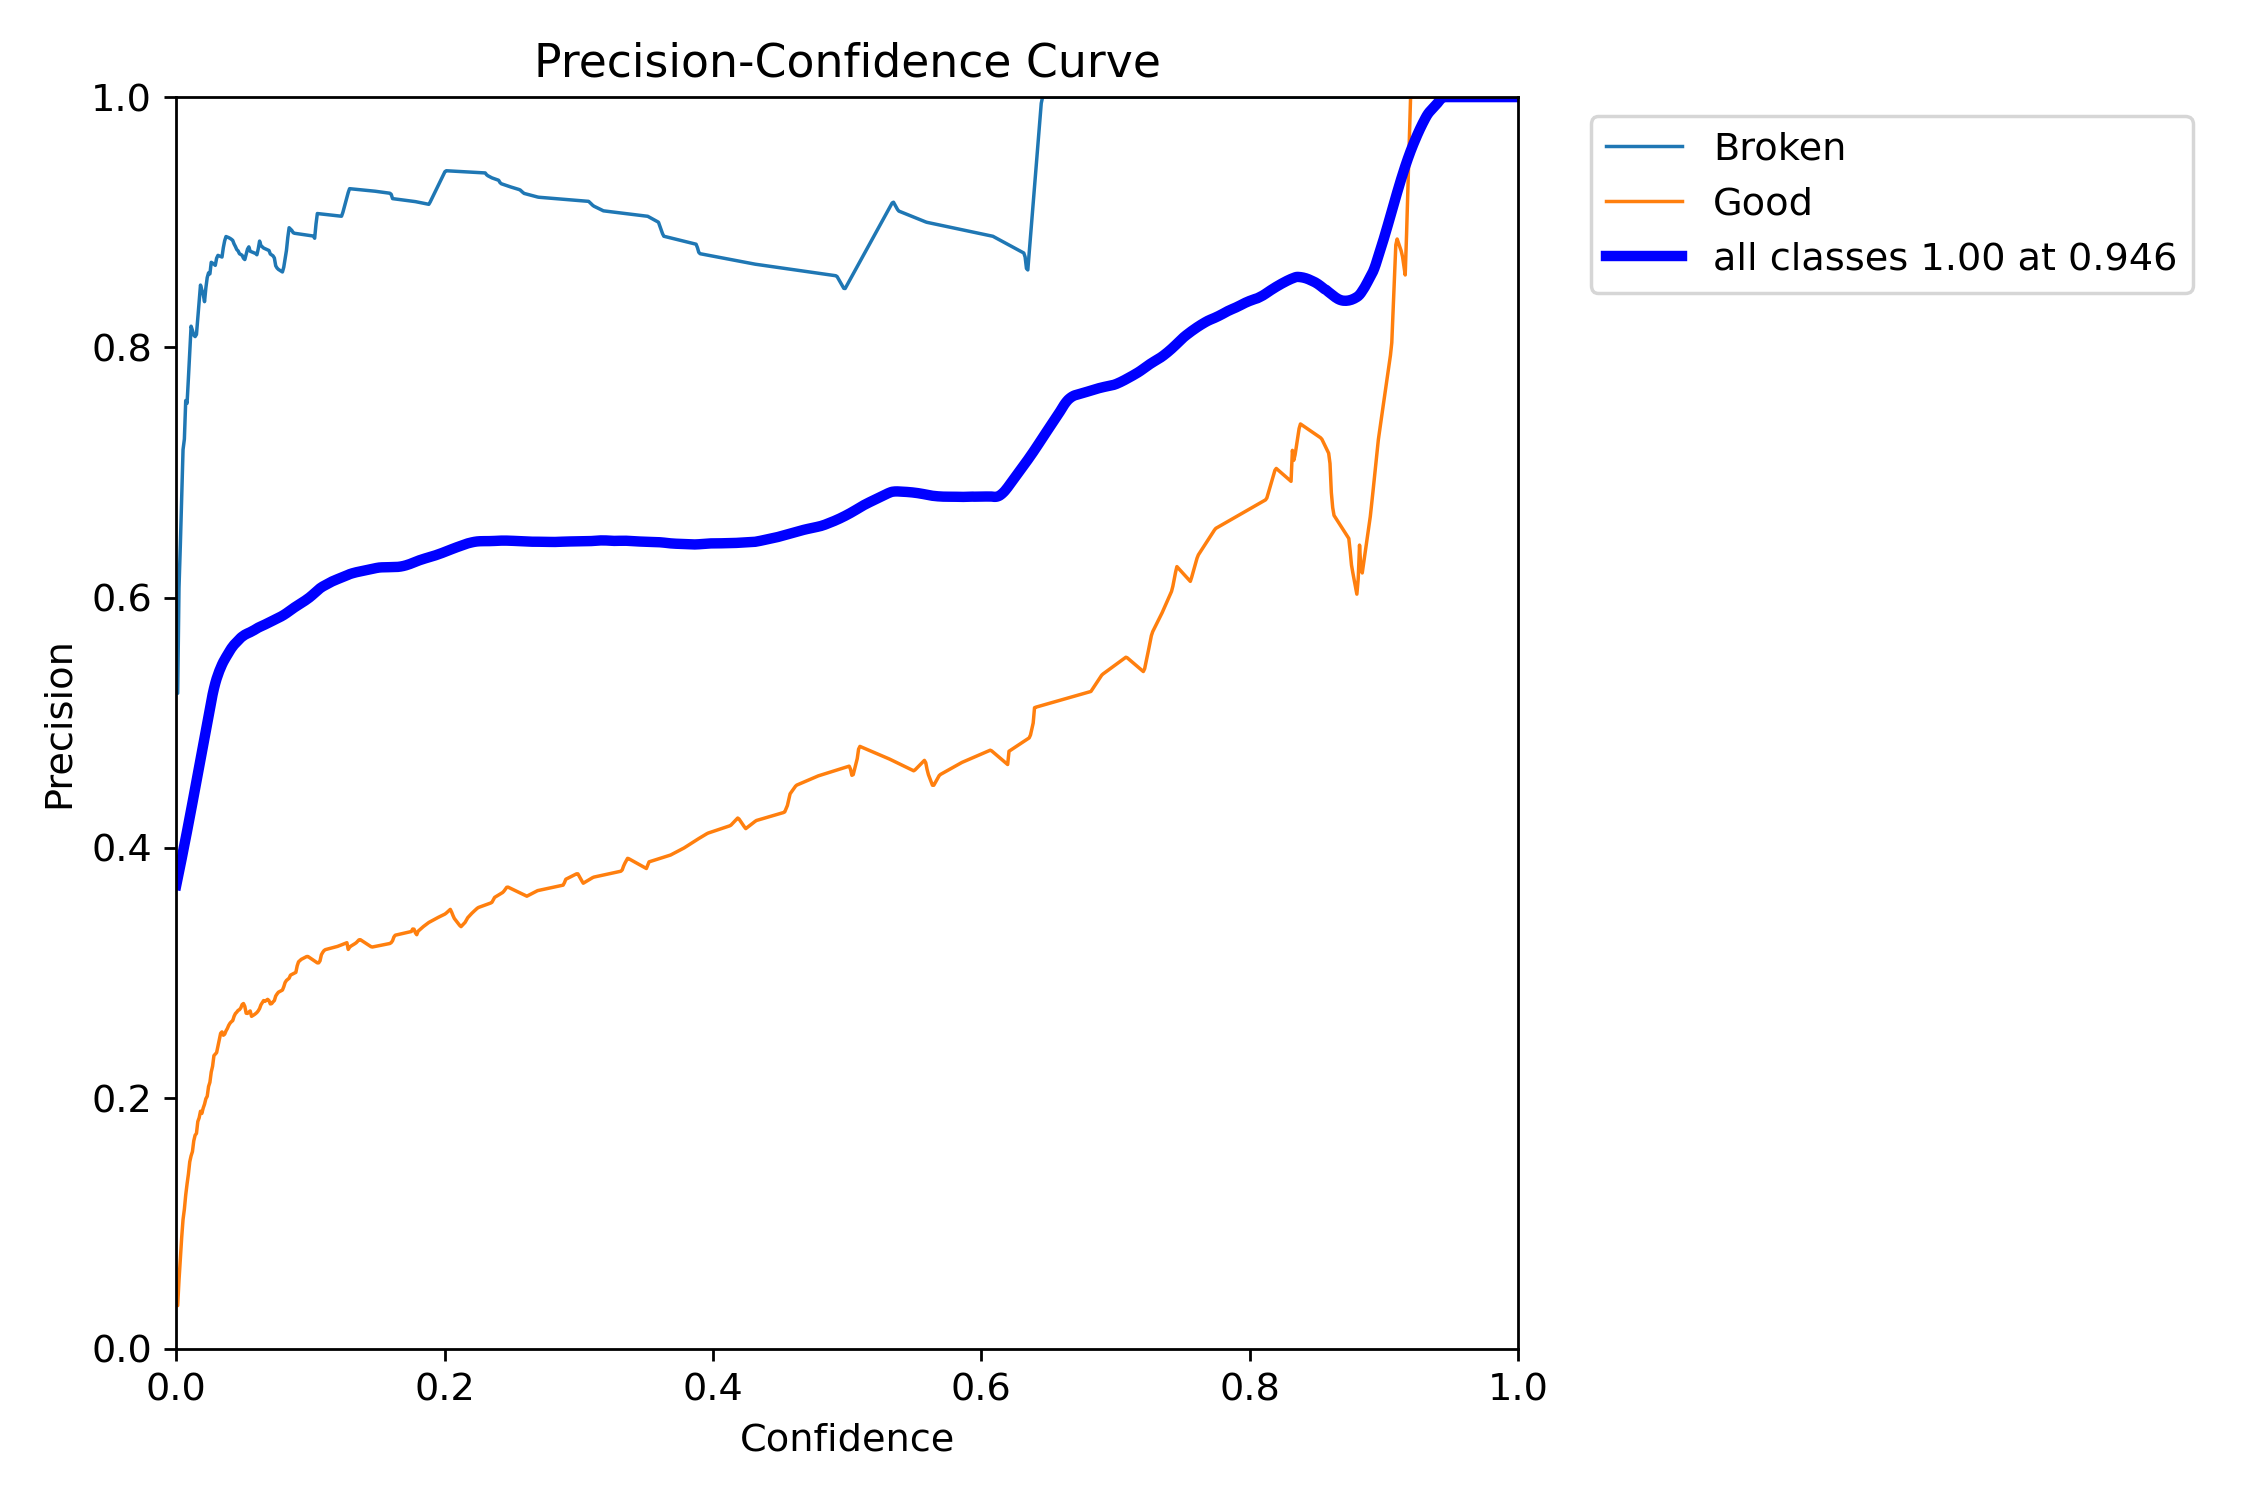 Precision-Confidence Curve
1.0
0.8
0.6
0.4
0.2
0.0
Precision
0.0 0.2 0.4 0.6 0.8 1.0
Confidence
Broken
Good
all classes 1.00 at 0.946